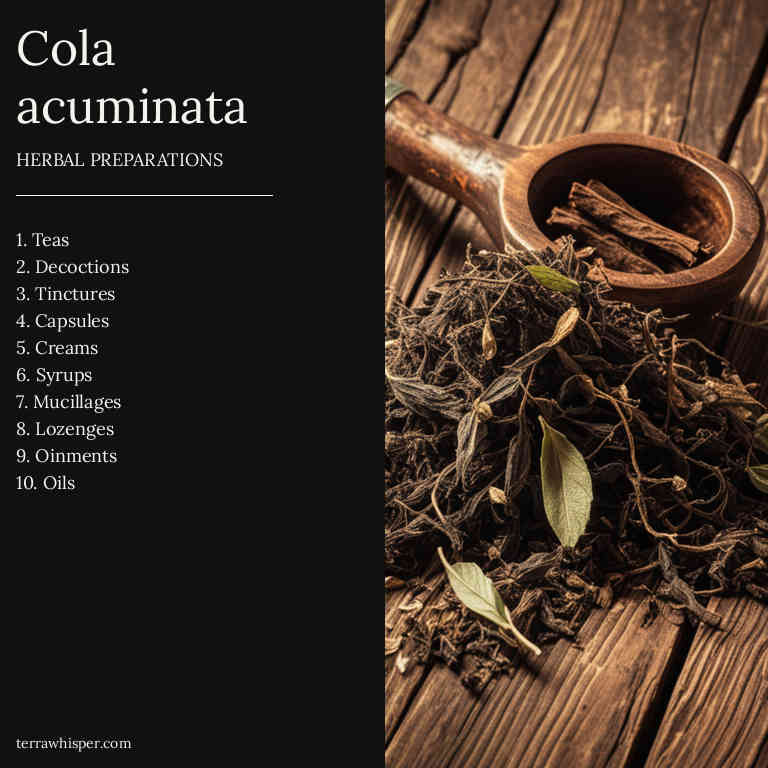 Cola
acuminata
HERBAL PREPARATIONS
1. Teas
2. Decoctions
3. Tinctures
4. Capsules
5. Creams
6. Syrups
7. Mucillages
8. Lozenges
9. Oinments
10. Oils
terrawhisper.com